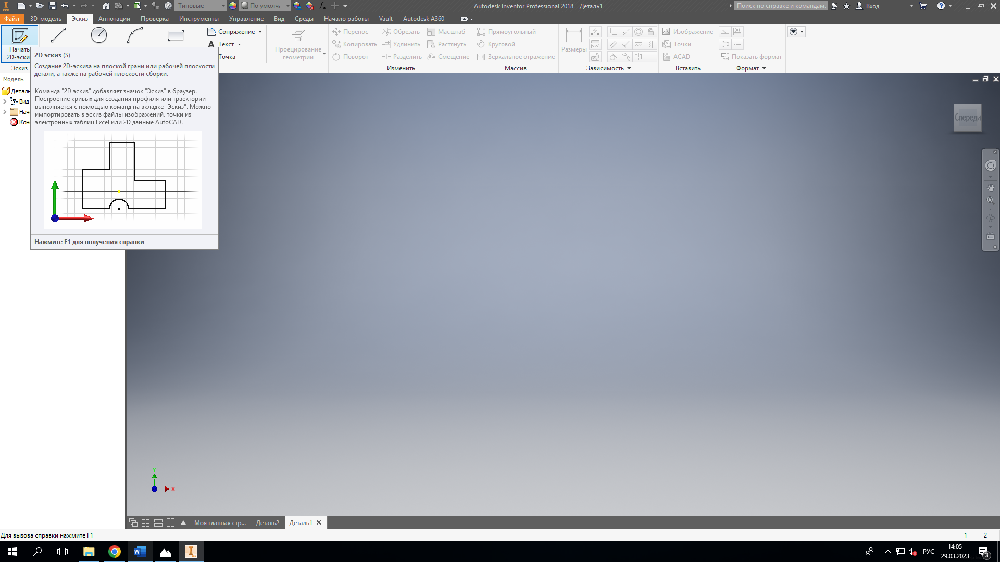 Типовые
По умолча
Autodesk Inventor Professional 2018 Деталь1
Поиск по справке и командам.
Вход
Файл 3D-модель Эскиз Аннотации Проверка Инструменты Управление Вид Среды Начало работы Vault Autodesk A360
Начать
2D-эски
Эскиз
Сопряжение
Текст
Точка
Проецирование
геометрии
Перенос
Копировать
Поворот
Обрезать
Удлинить
Разделить
Масштаб
Растянуть
Смещение
Изменить
Прямоугольный
Круговой
Зеркальное отражение
Массив
Размеры
Зависимость
Изображение
Точки
ACAD
Вставить
Показать формат
Формат
Модель
Деталь
Вид
Нача
Кон
2D эскиз (S)
Создание 2D-эскиза на плоской грани или рабочей плоскости
детали, а также на рабочей плоскости сборки.
Команда "2D эскиз" добавляет значок "Эскиз" в браузер.
Построение кривых для создания профиля или траектории
выполняется с помощью команд на вкладке "Эскиз". Можно
импортировать в эскиз файлы изображений, точки из
электронных таблиц Excel или 2D данные AutoCAD.
Нажмите F1 для получения справки
Спереди
Y
X
Моя главная стр... Деталь2 Деталь1
Для вызова справки нажмите F1
1 2
РУС
14:05
29.03.2023
3